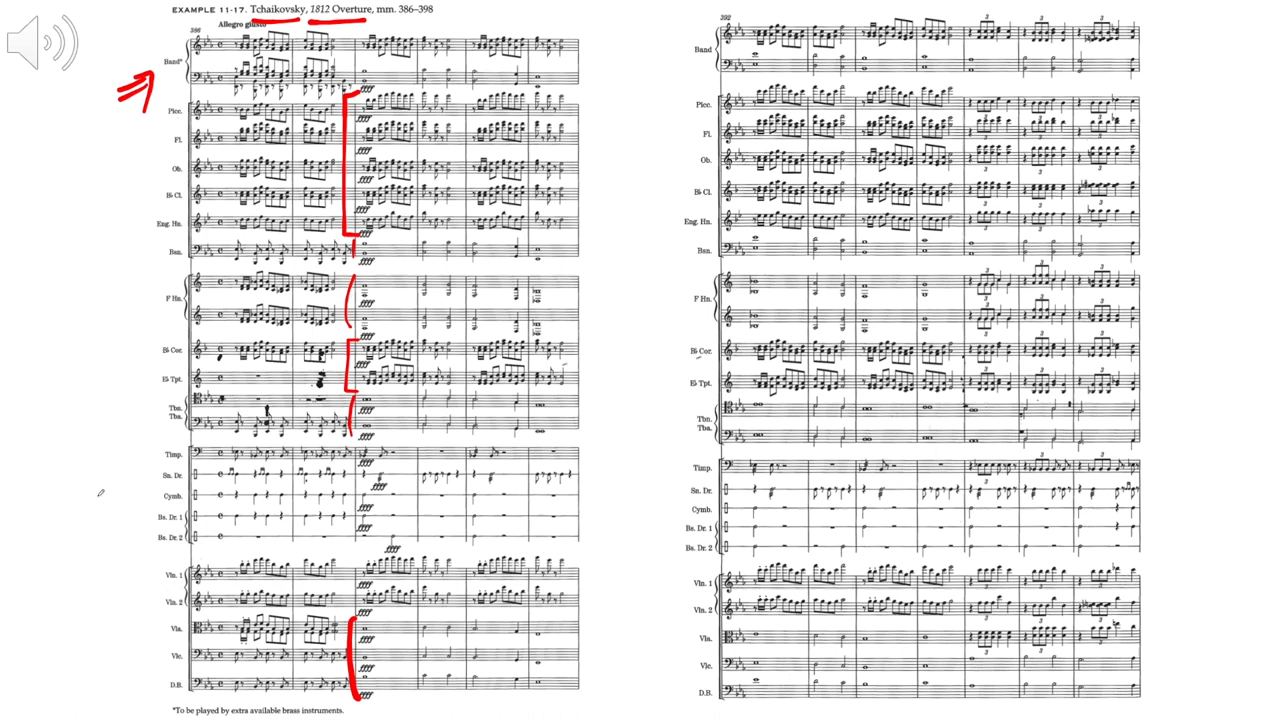 EXAMPLE 11-17. Tchaikovsky, 1812 Overture, mm. 386–398
Allegro giusto
386
Band*
Picc.
Fl.
Ob.
B♭ Cl.
Eng. Hn.
Bsn.
F Hn.
B♭ Cor.
E♭ Tpt.
Tbn.
Tba.
Timp.
Sn. Dr.
Cymb.
Bs. Dr. 1
Bs. Dr. 2
Vln. 1
Vln. 2
Vla.
Vlc.
D.B.
*To be played by extra available brass instruments.
392
Band
Picc.
Fl.
Ob.
B♭ Cl.
Eng. Hn.
Bsn.
F Hn.
B♭ Cor.
E♭ Tpt.
Tbn.
Tba.
Timp.
Sn. Dr.
Cymb.
Bs. Dr. 1
Bs. Dr. 2
Vln. 1
Vln. 2
Vla.
Vlc.
D.B.